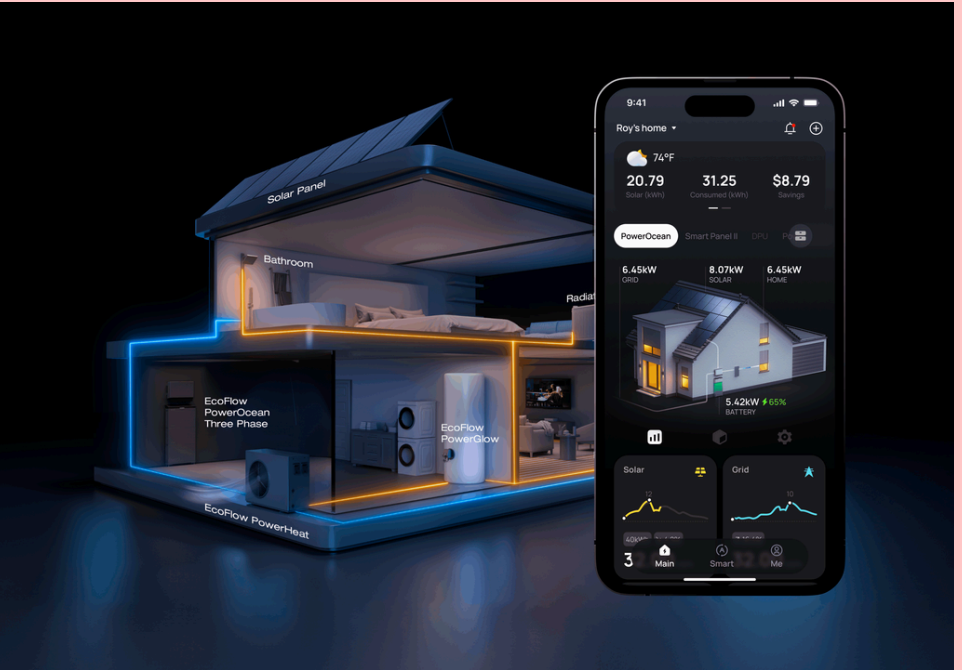 Solar Panel
Bathroom
EcoFlow
PowerOcean
Three Phase
EcoFlow
PowerGlow
EcoFlow PowerHeat
9:41
Roy's home
74°F
20.79
31.25
$8.79
Solar (kWh)
Consumed (kWh)
Savings
PowerOcean
Smart Panel II
DPU
6.45kW
8.07kW
6.45kW
GRID
SOLAR
HOME
5.42kW
65%
BATTERY
Solar
Grid
12
10
Main
Smart
Me